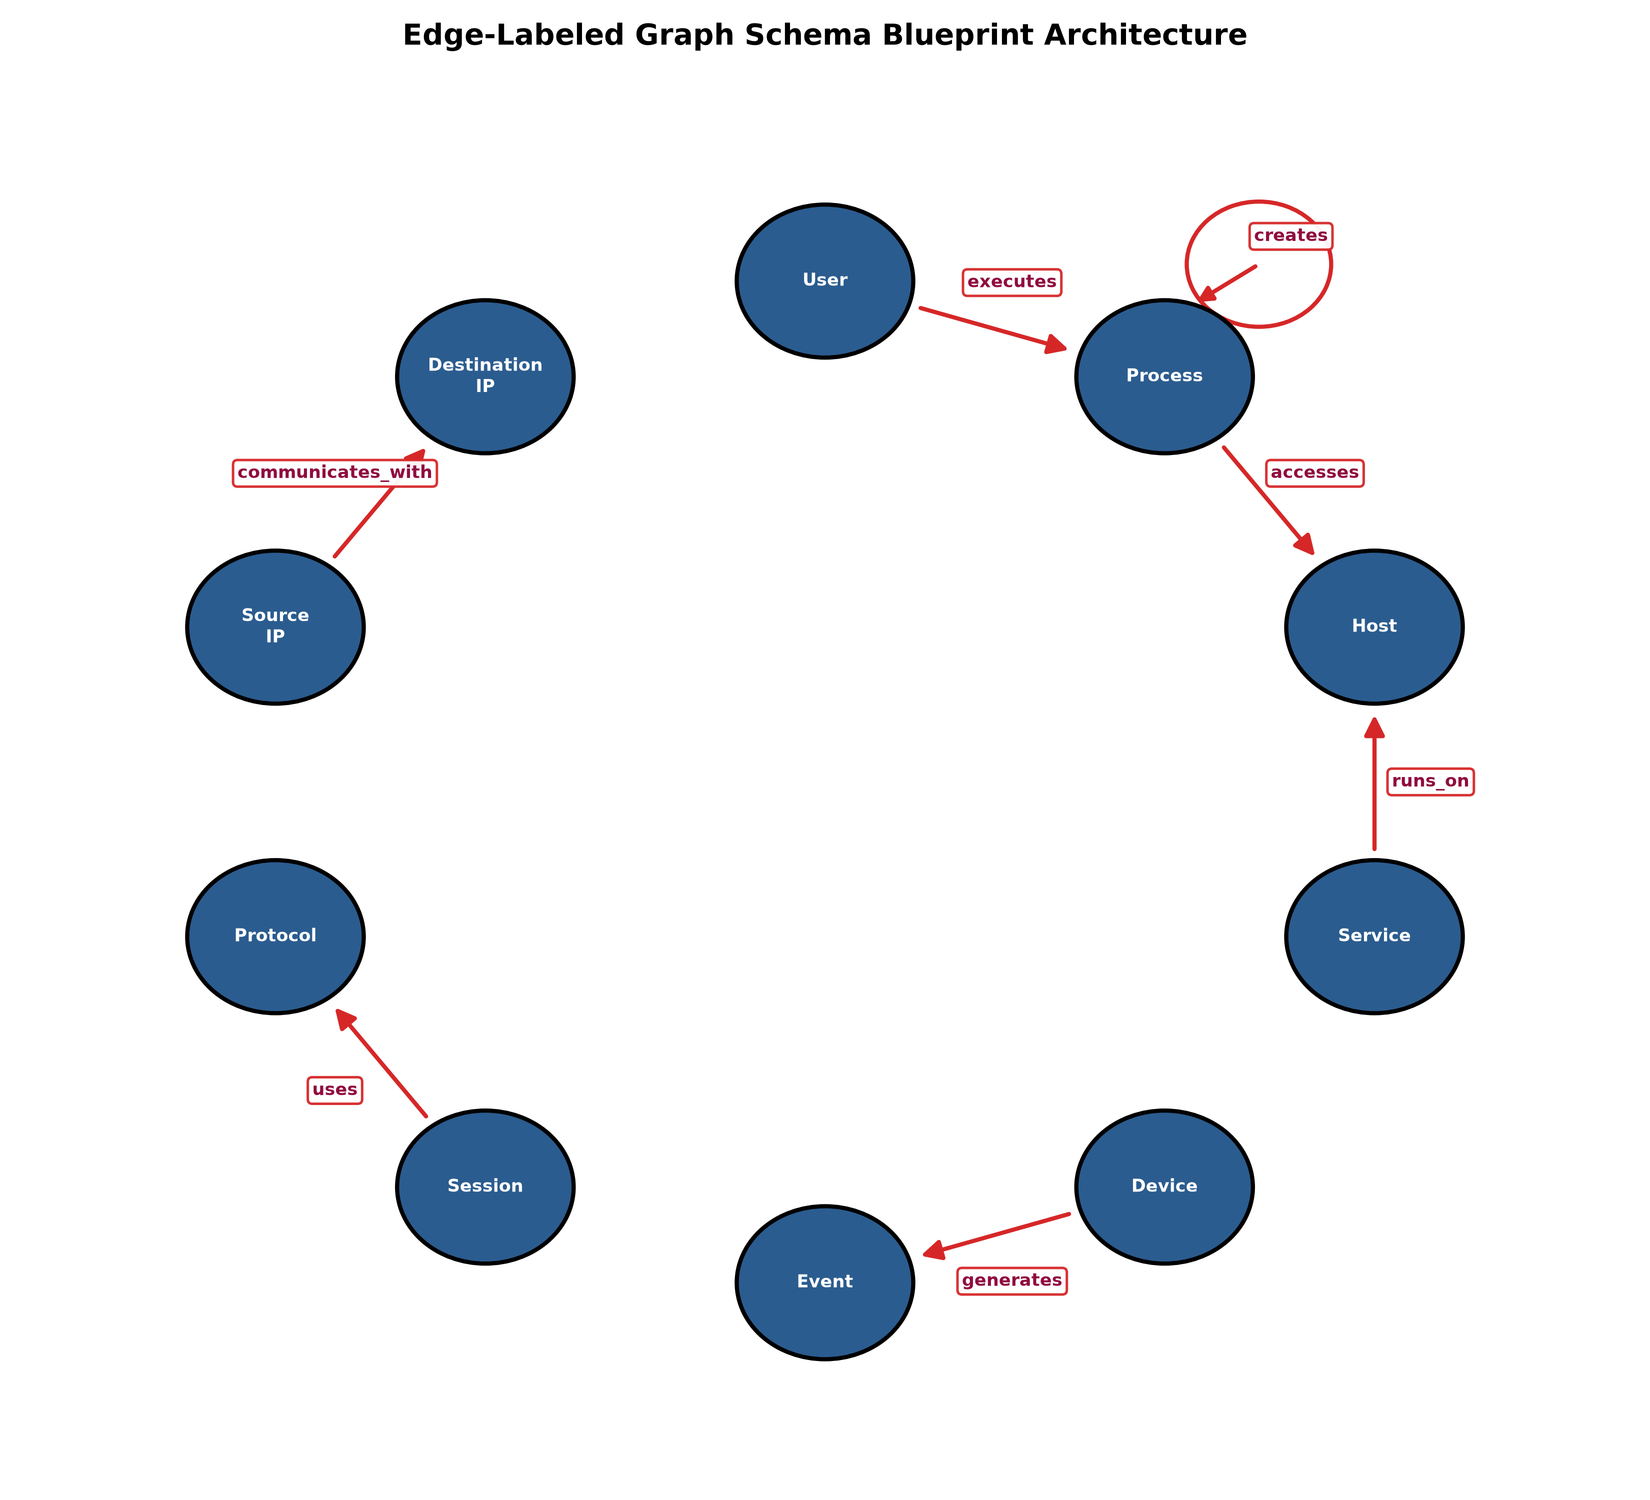 Edge-Labeled Graph Schema Blueprint Architecture
creates
User
executes
Destination
IP
Process
communicates_with
accesses
Source
IP
Host
runs_on
Protocol
Service
uses
Session
Device
Event
generates